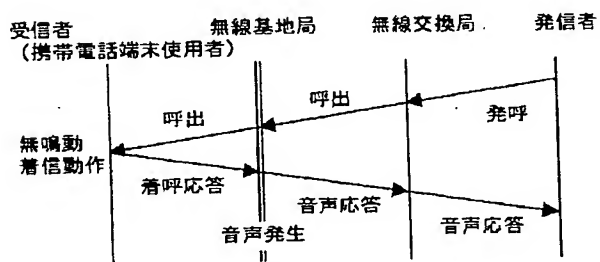 受信者
（携帯電話端末使用者）
無線基地局
無線交換局
発信者
呼出
呼出
発呼
無鳴動
着信動作
着呼応答
音声応答
音声応答
音声発生